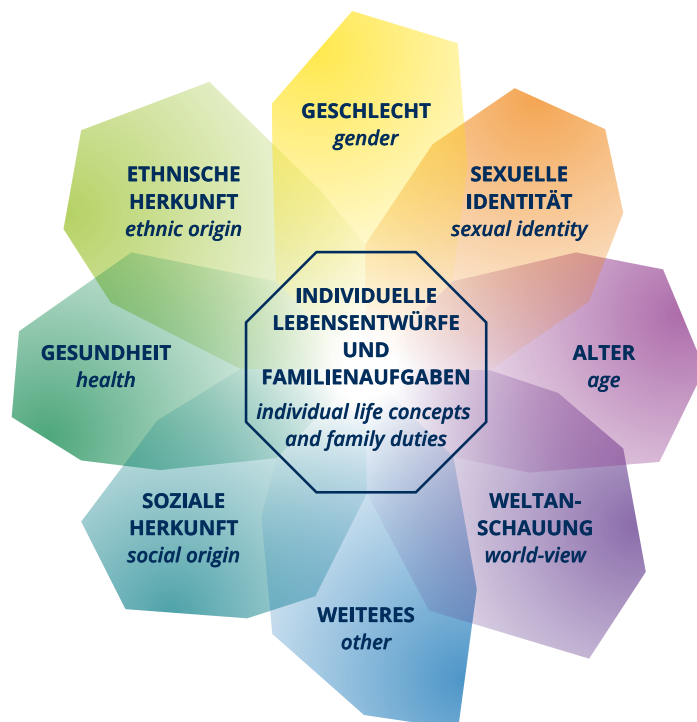 GESCHLECHT
gender
SEXUELLE
IDENTITÄT
sexual identity
ALTER
age
WELTAN-
SCHAUUNG
world-view
WEITERES
other
SOZIALE
HERKUNFT
social origin
GESUNDHEIT
health
ETHNISCHE
HERKUNFT
ethnic origin
INDIVIDUELLE
LEBENSENTWÜRFE
UND
FAMILIENAUFGABEN
individual life concepts
and family duties